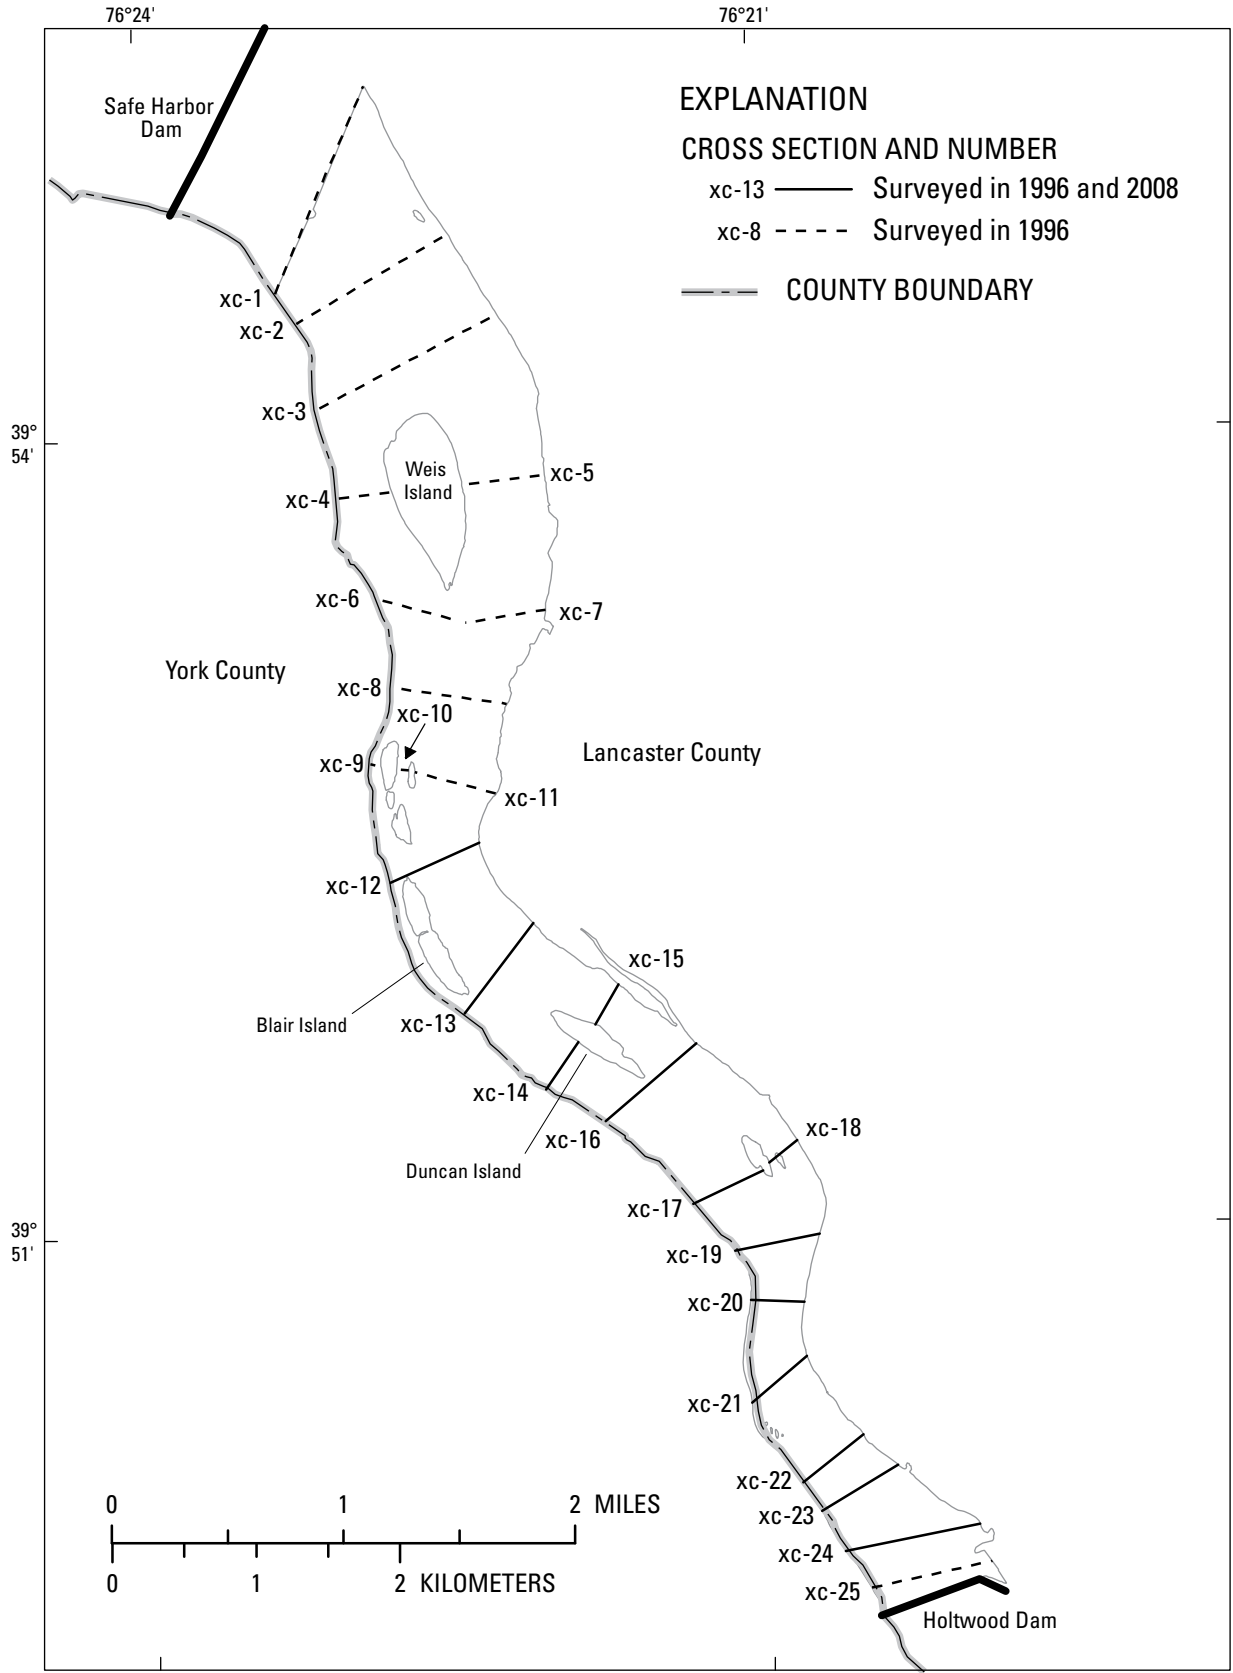 76°24'
76°21'
Safe Harbor
Dam
EXPLANATION
CROSS SECTION AND NUMBER
xc-13 Surveyed in 1996 and 2008
xc-8 Surveyed in 1996
COUNTY BOUNDARY
xc-1
xc-2
xc-3
39°
54'
Weis
Island
xc-4
xc-5
xc-6
xc-7
York County
xc-8
xc-10
Lancaster County
xc-9
xc-11
xc-12
xc-15
Blair Island
xc-13
xc-14
xc-16
xc-18
Duncan Island
xc-17
39°
51'
xc-19
xc-20
xc-21
xc-22
0 1 2 MILES
xc-23
xc-24
0 1 2 KILOMETERS
xc-25
Holtwood Dam